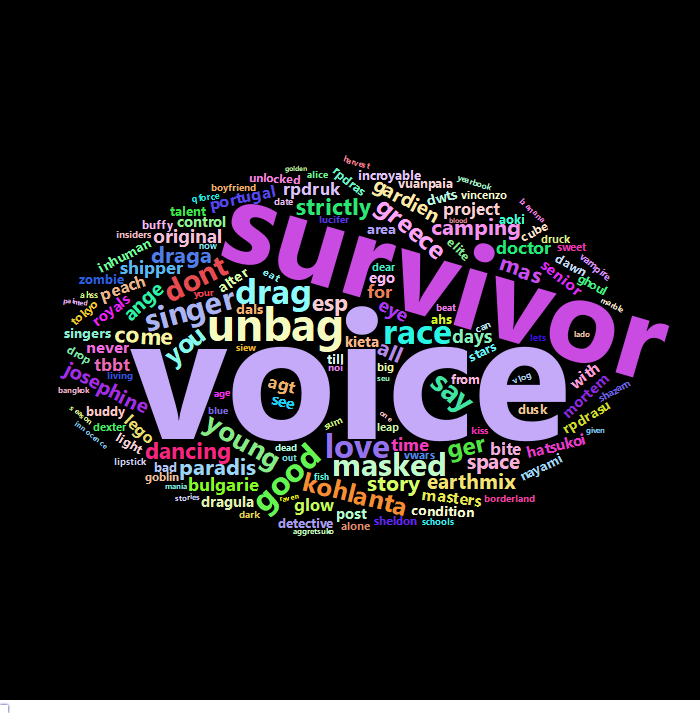 harvest
golden
alice
rpdras
incroyable
yearbook
unlocked
boyfriend
rpdruk
gardien
vuanpaia
vincenzo
banana
q force
portugal
date
strictly
dwts
project
blood
aoki
talent
control
lucifer
greece
camping
cube
buffy
original
now
survivor
area
elite
doctor
druck
sweet
insiders
inhuman
draga
dont
dear
mas
dawn
vampire
shipper
eat
ego
senior
ghoul
zombie
peach
alter
drag
esp
for
eye
marble
ahss
painted
royals
ange
your
singer
dals
beat
ahs
can
lets
lado
tokyo
singers
never
come
you
unbag
kieta
all
race
days
stars
drop
tbbt
siew
till
noi
big
with
living
voice
seu
from
vlog
shazam
bangkok
josephine
age
agt
see
say
mortem
season
buddy
lego
blue
one
dusk
rpdrasu
given
innocence
dexter
light
young
sum
leap
kiss
dancing
dead
love
time
ger
bite
hatsukoi
lipstick
bad
paradis
out
vwars
masked
space
nayami
goblin
mania
bulgarie
good
fish
story
earthmix
stories
dragula
raven
kohlanta
masters
borderland
dark
glow
post
condition
detective
alone
sheldon
schools
aggretsuko